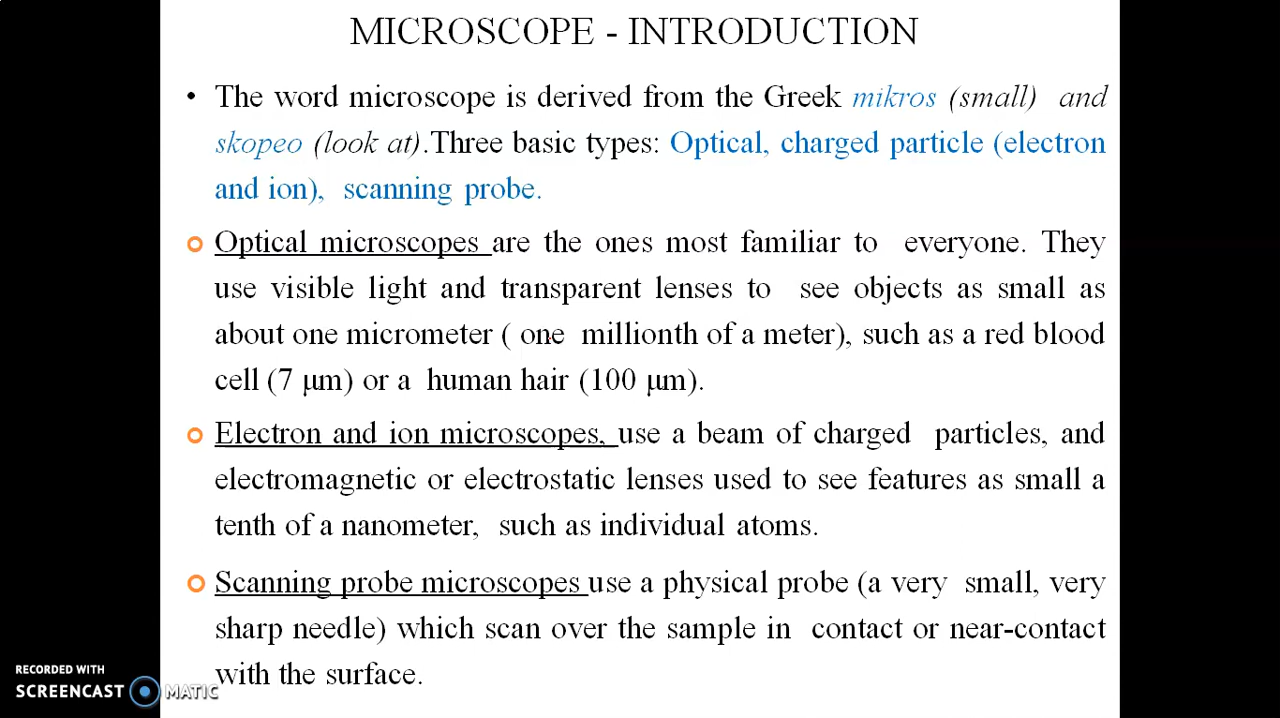 MICROSCOPE - INTRODUCTION
• The word microscope is derived from the Greek mikros (small) and
skopeo (look at).Three basic types: Optical, charged particle (electron
and ion), scanning probe.
Optical microscopes are the ones most familiar to everyone. They
use visible light and transparent lenses to see objects as small as
about one micrometer ( one millionth of a meter), such as a red blood
cell (7 μm) or a human hair (100 μm).
Electron and ion microscopes, use a beam of charged particles, and
electromagnetic or electrostatic lenses used to see features as small a
tenth of a nanometer, such as individual atoms.
Scanning probe microscopes use a physical probe (a very small, very
sharp needle) which scan over the sample in contact or near-contact
with the surface.
RECORDED WITH
SCREENCAST MATIC